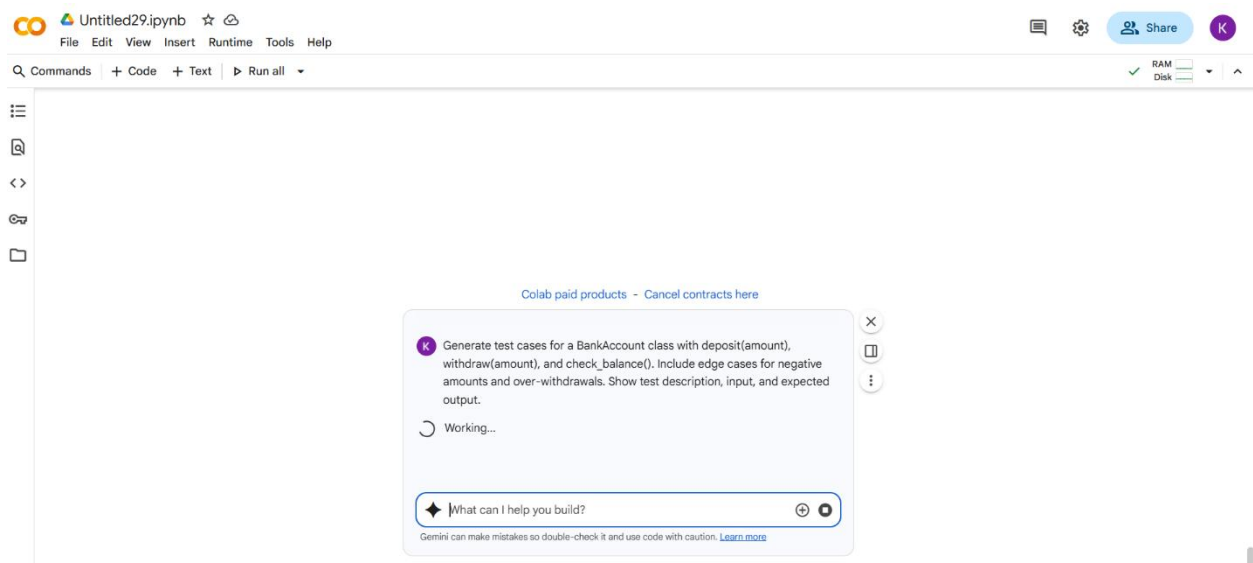 CO
Untitled29.ipynb
File Edit View Insert Runtime Tools Help
Share
K
Commands + Code + Text Run all
RAM
Disk
Colab paid products - Cancel contracts here
K
Generate test cases for a BankAccount class with deposit(amount),
withdraw(amount), and check_balance(). Include edge cases for negative
amounts and over-withdrawals. Show test description, input, and expected
output.
Working...
What can I help you build?
Gemini can make mistakes so double-check it and use code with caution. Learn more